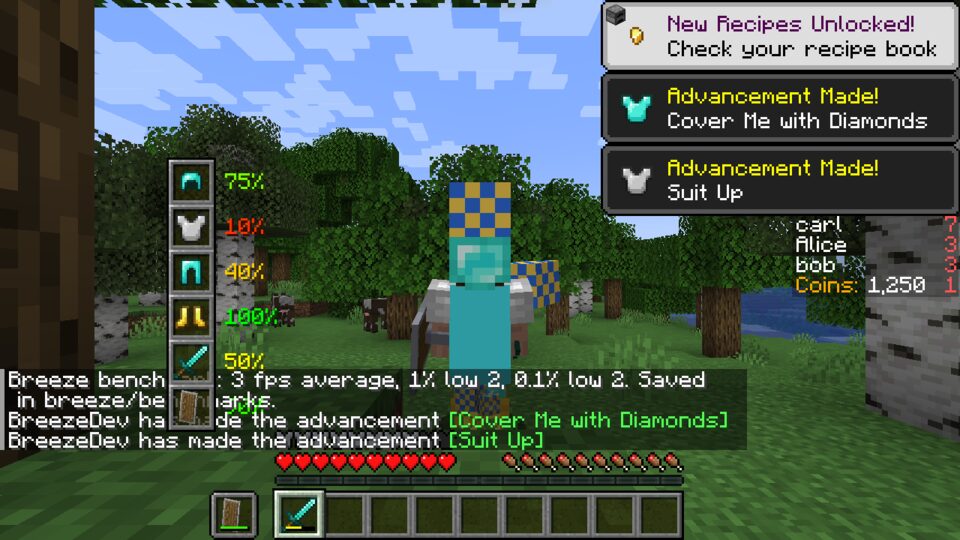 New Recipes Unlocked!
Check your recipe book
Advancement Made!
Cover Me with Diamonds
Advancement Made!
Suit Up
75%
10%
40%
100%
50%
carl 7
Alice 3
bob 3
Coins: 1,250 1
Breeze bench : 3 fps average, 1% low 2, 0.1% low 2. Saved
in breeze/be marks.
BreezeDev ha de the advancement [Cover Me with Diamonds]
BreezeDev has made the advancement [Suit Up]